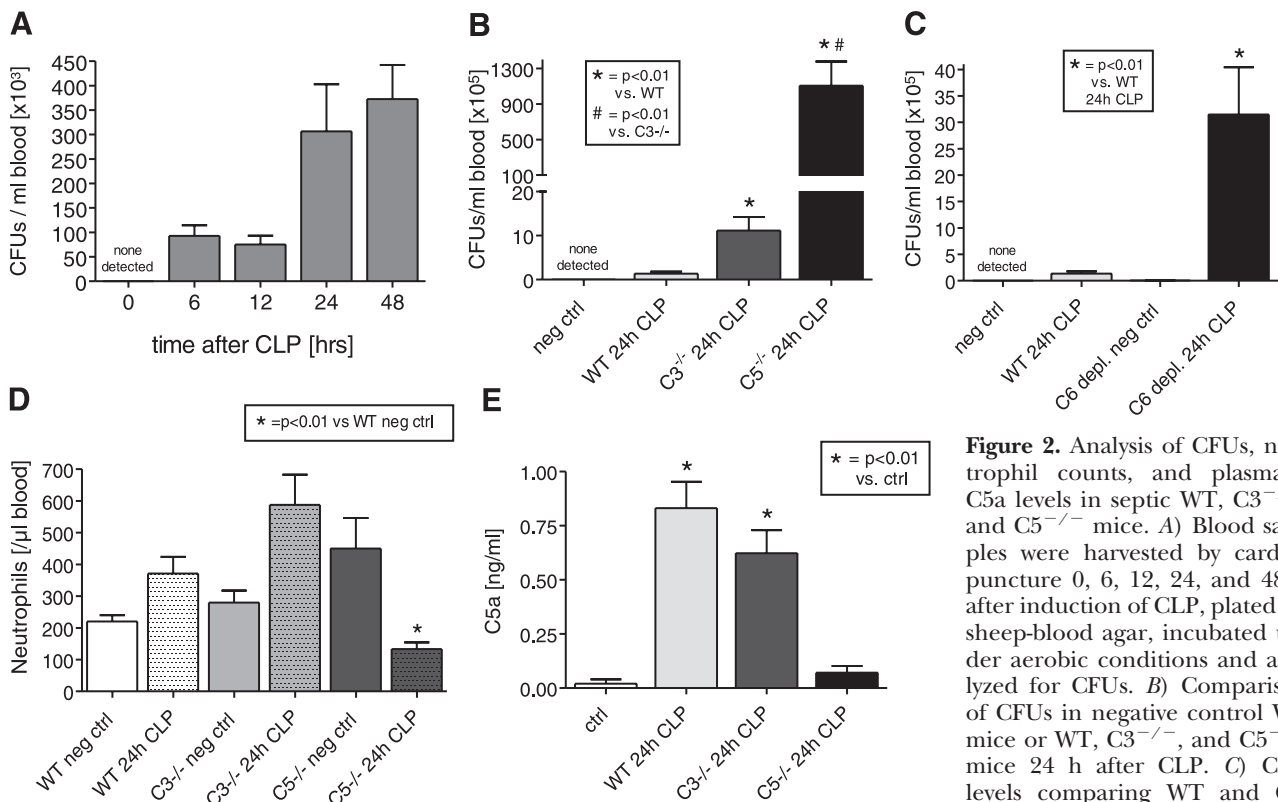 A
CFUs / ml blood [x10³]
450
400
350
300
250
200
150
100
50
0
none
detected
0 6 12 24 48
time after CLP [hrs]
B
CFUs/ml blood [x10⁵]
1300
900
500
100
20
10
0
* = p<0.01
vs. WT
# = p<0.01
vs. C3-/-
none
detected
*
* #
neg ctrl
WT 24h CLP
C3-/- 24h CLP
C5-/- 24h CLP
C
CFUs/ml blood [x10⁵]
40
35
30
25
20
15
10
5
0
* = p<0.01
vs. WT
24h CLP
none
detected
*
neg ctrl
WT 24h CLP
C6 depl. neg ctrl
C6 depl. 24h CLP
D
* =p<0.01 vs WT neg ctrl
Neutrophils [/µl blood]
700
600
500
400
300
200
100
0
*
WT neg ctrl
WT 24h CLP
C3-/- neg ctrl
C3-/- 24h CLP
C5-/- neg ctrl
C5-/- 24h CLP
E
* = p<0.01
vs. ctrl
C5a [ng/ml]
1.00
0.75
0.50
0.25
0.00
*
*
ctrl
WT 24h CLP
C3-/- 24h CLP
C5-/- 24h CLP
Figure 2. Analysis of CFUs, n
trophil counts, and plasma
C5a levels in septic WT, C3−
and C5−/− mice. A) Blood sa
ples were harvested by card
puncture 0, 6, 12, 24, and 48
after induction of CLP, plated
sheep-blood agar, incubated u
der aerobic conditions and a
lyzed for CFUs. B) Comparis
of CFUs in negative control W
mice or WT, C3−/−, and C5−
mice 24 h after CLP. C) C
levels comparing WT and C